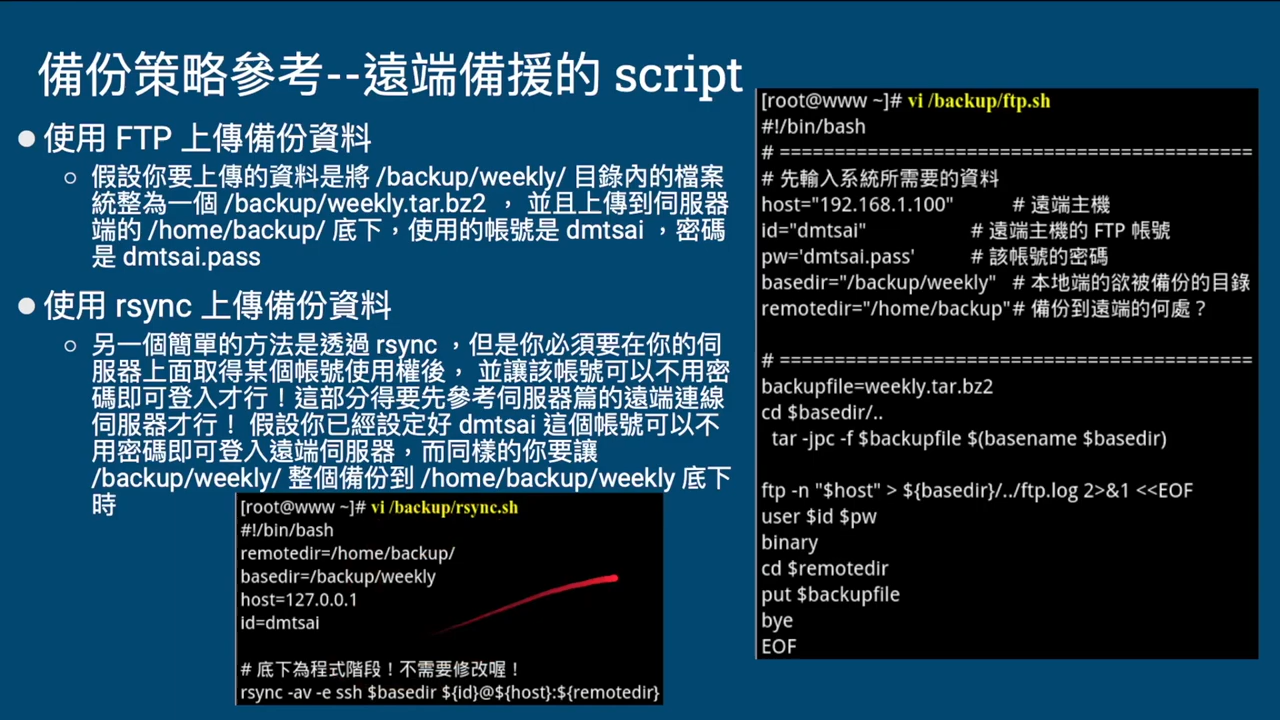 備份策略參考--遠端備援的 script
● 使用 FTP 上傳備份資料
○ 假設你要上傳的資料是將 /backup/weekly/ 目錄內的檔案
統整為一個 /backup/weekly.tar.bz2 ， 並且上傳到伺服器
端的 /home/backup/ 底下，使用的帳號是 dmtsai ，密碼
是 dmtsai.pass
● 使用 rsync 上傳備份資料
○ 另一個簡單的方法是透過 rsync ，但是你必須要在你的伺
服器上面取得某個帳號使用權後， 並讓該帳號可以不用密
碼即可登入才行！這部分得要先參考伺服器篇的遠端連線
伺服器才行！ 假設你已經設定好 dmtsai 這個帳號可以不
用密碼即可登入遠端伺服器，而同樣的你要讓
/backup/weekly/ 整個備份到 /home/backup/weekly 底下
時
[root@www ~]# vi /backup/rsync.sh
#!/bin/bash
remotedir=/home/backup/
basedir=/backup/weekly
host=127.0.0.1
id=dmtsai
# 底下為程式階段！不需要修改喔！
rsync -av -e ssh $basedir ${id}@${host}:${remotedir}
[root@www ~]# vi /backup/ftp.sh
#!/bin/bash
# ===========================================
# 先輸入系統所需要的資料
host="192.168.1.100" # 遠端主機
id="dmtsai" # 遠端主機的 FTP 帳號
pw='dmtsai.pass' # 該帳號的密碼
basedir="/backup/weekly" # 本地端的欲被備份的目錄
remotedir="/home/backup" # 備份到遠端的何處？
# ===========================================
backupfile=weekly.tar.bz2
cd $basedir/..
tar -jpc -f $backupfile $(basename $basedir)
ftp -n "$host" > ${basedir}/../ftp.log 2>&1 <<EOF
user $id $pw
binary
cd $remotedir
put $backupfile
bye
EOF